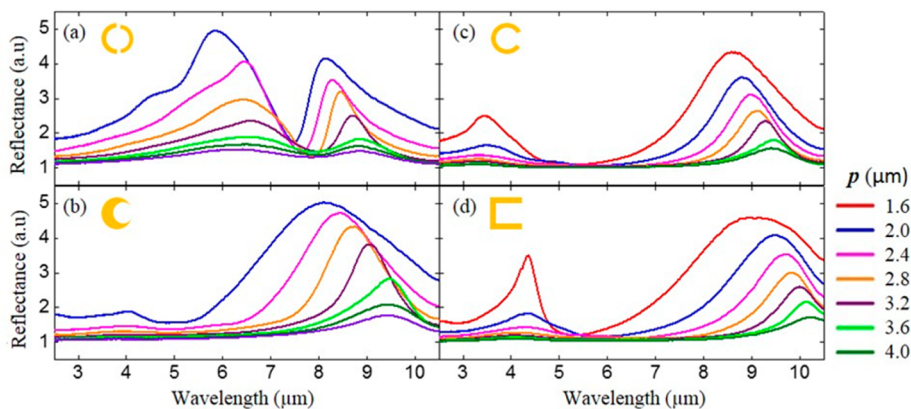 (a)
(c)
Reflectance (a.u)
5
4
3
2
1
(b)
(d)
Reflectance (a.u)
5
4
3
2
1
3 4 5 6 7 8 9 10
3 4 5 6 7 8 9 10
Wavelength (μm)
Wavelength (μm)
p (μm)
1.6
2.0
2.4
2.8
3.2
3.6
4.0